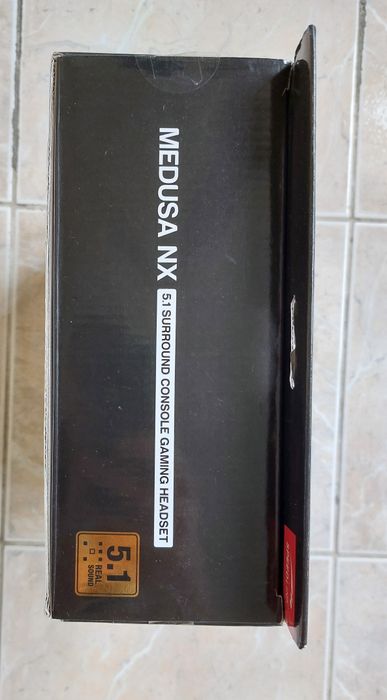 MEDUSA NX
5.1 SURROUND CONSOLE GAMING HEADSET
5.1
REAL
SOUND